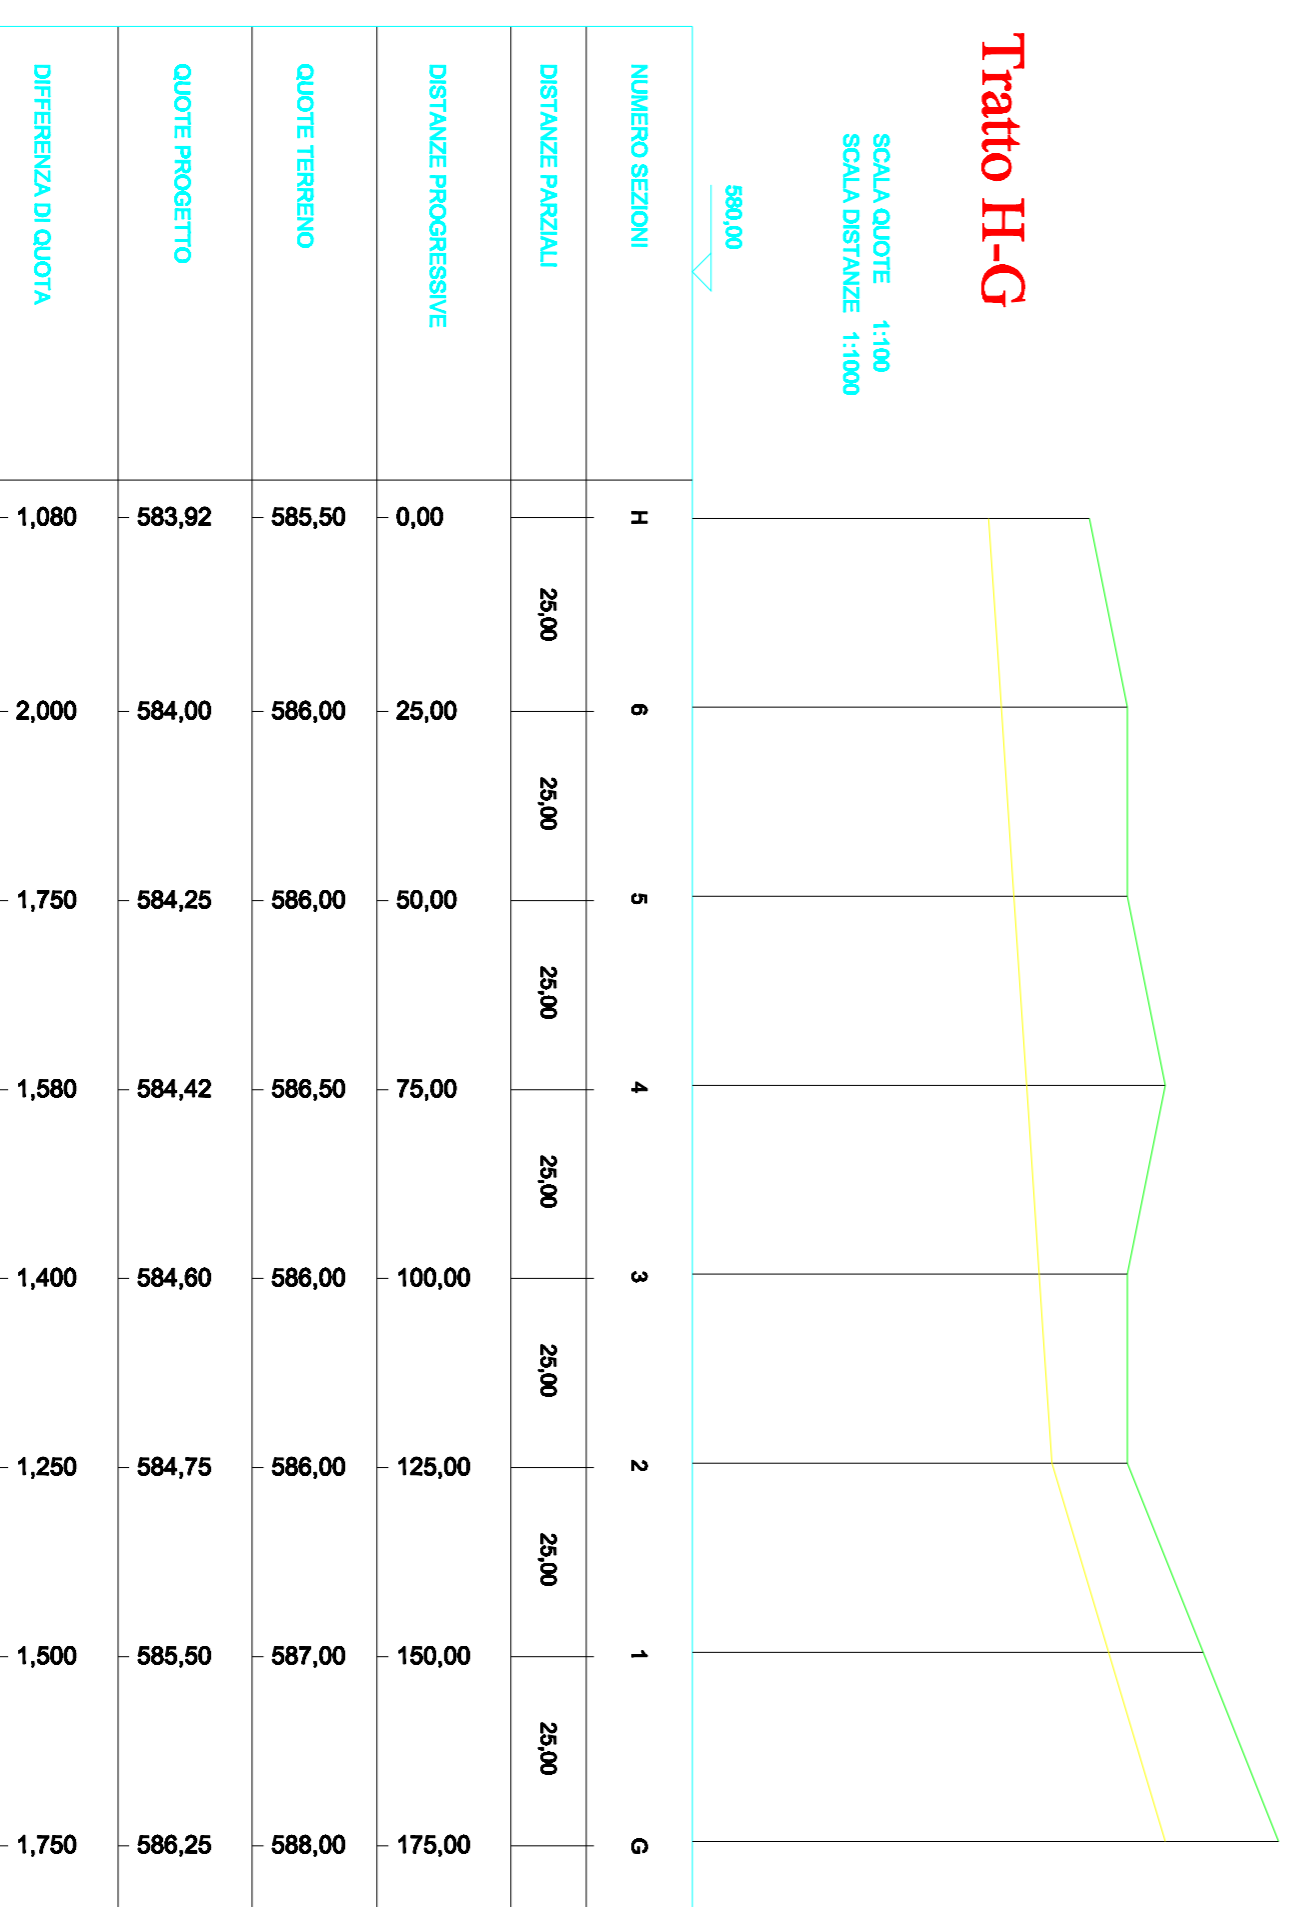 Tratto H-G
SCALA QUOTE 1:100
SCALA DISTANZE 1:1000
580,00
NUMERO SEZIONI H 6 5 4 3 2 1 G
DISTANZE PARZIALI 25,00 25,00 25,00 25,00 25,00 25,00 25,00
DISTANZE PROGRESSIVE 0,00 25,00 50,00 75,00 100,00 125,00 150,00 175,00
QUOTE TERRENO 585,50 586,00 586,00 586,50 586,00 586,00 587,00 588,00
QUOTE PROGETTO 583,92 584,00 584,25 584,42 584,60 584,75 585,50 586,25
DIFFERENZA DI QUOTA 1,080 2,000 1,750 1,580 1,400 1,250 1,500 1,750